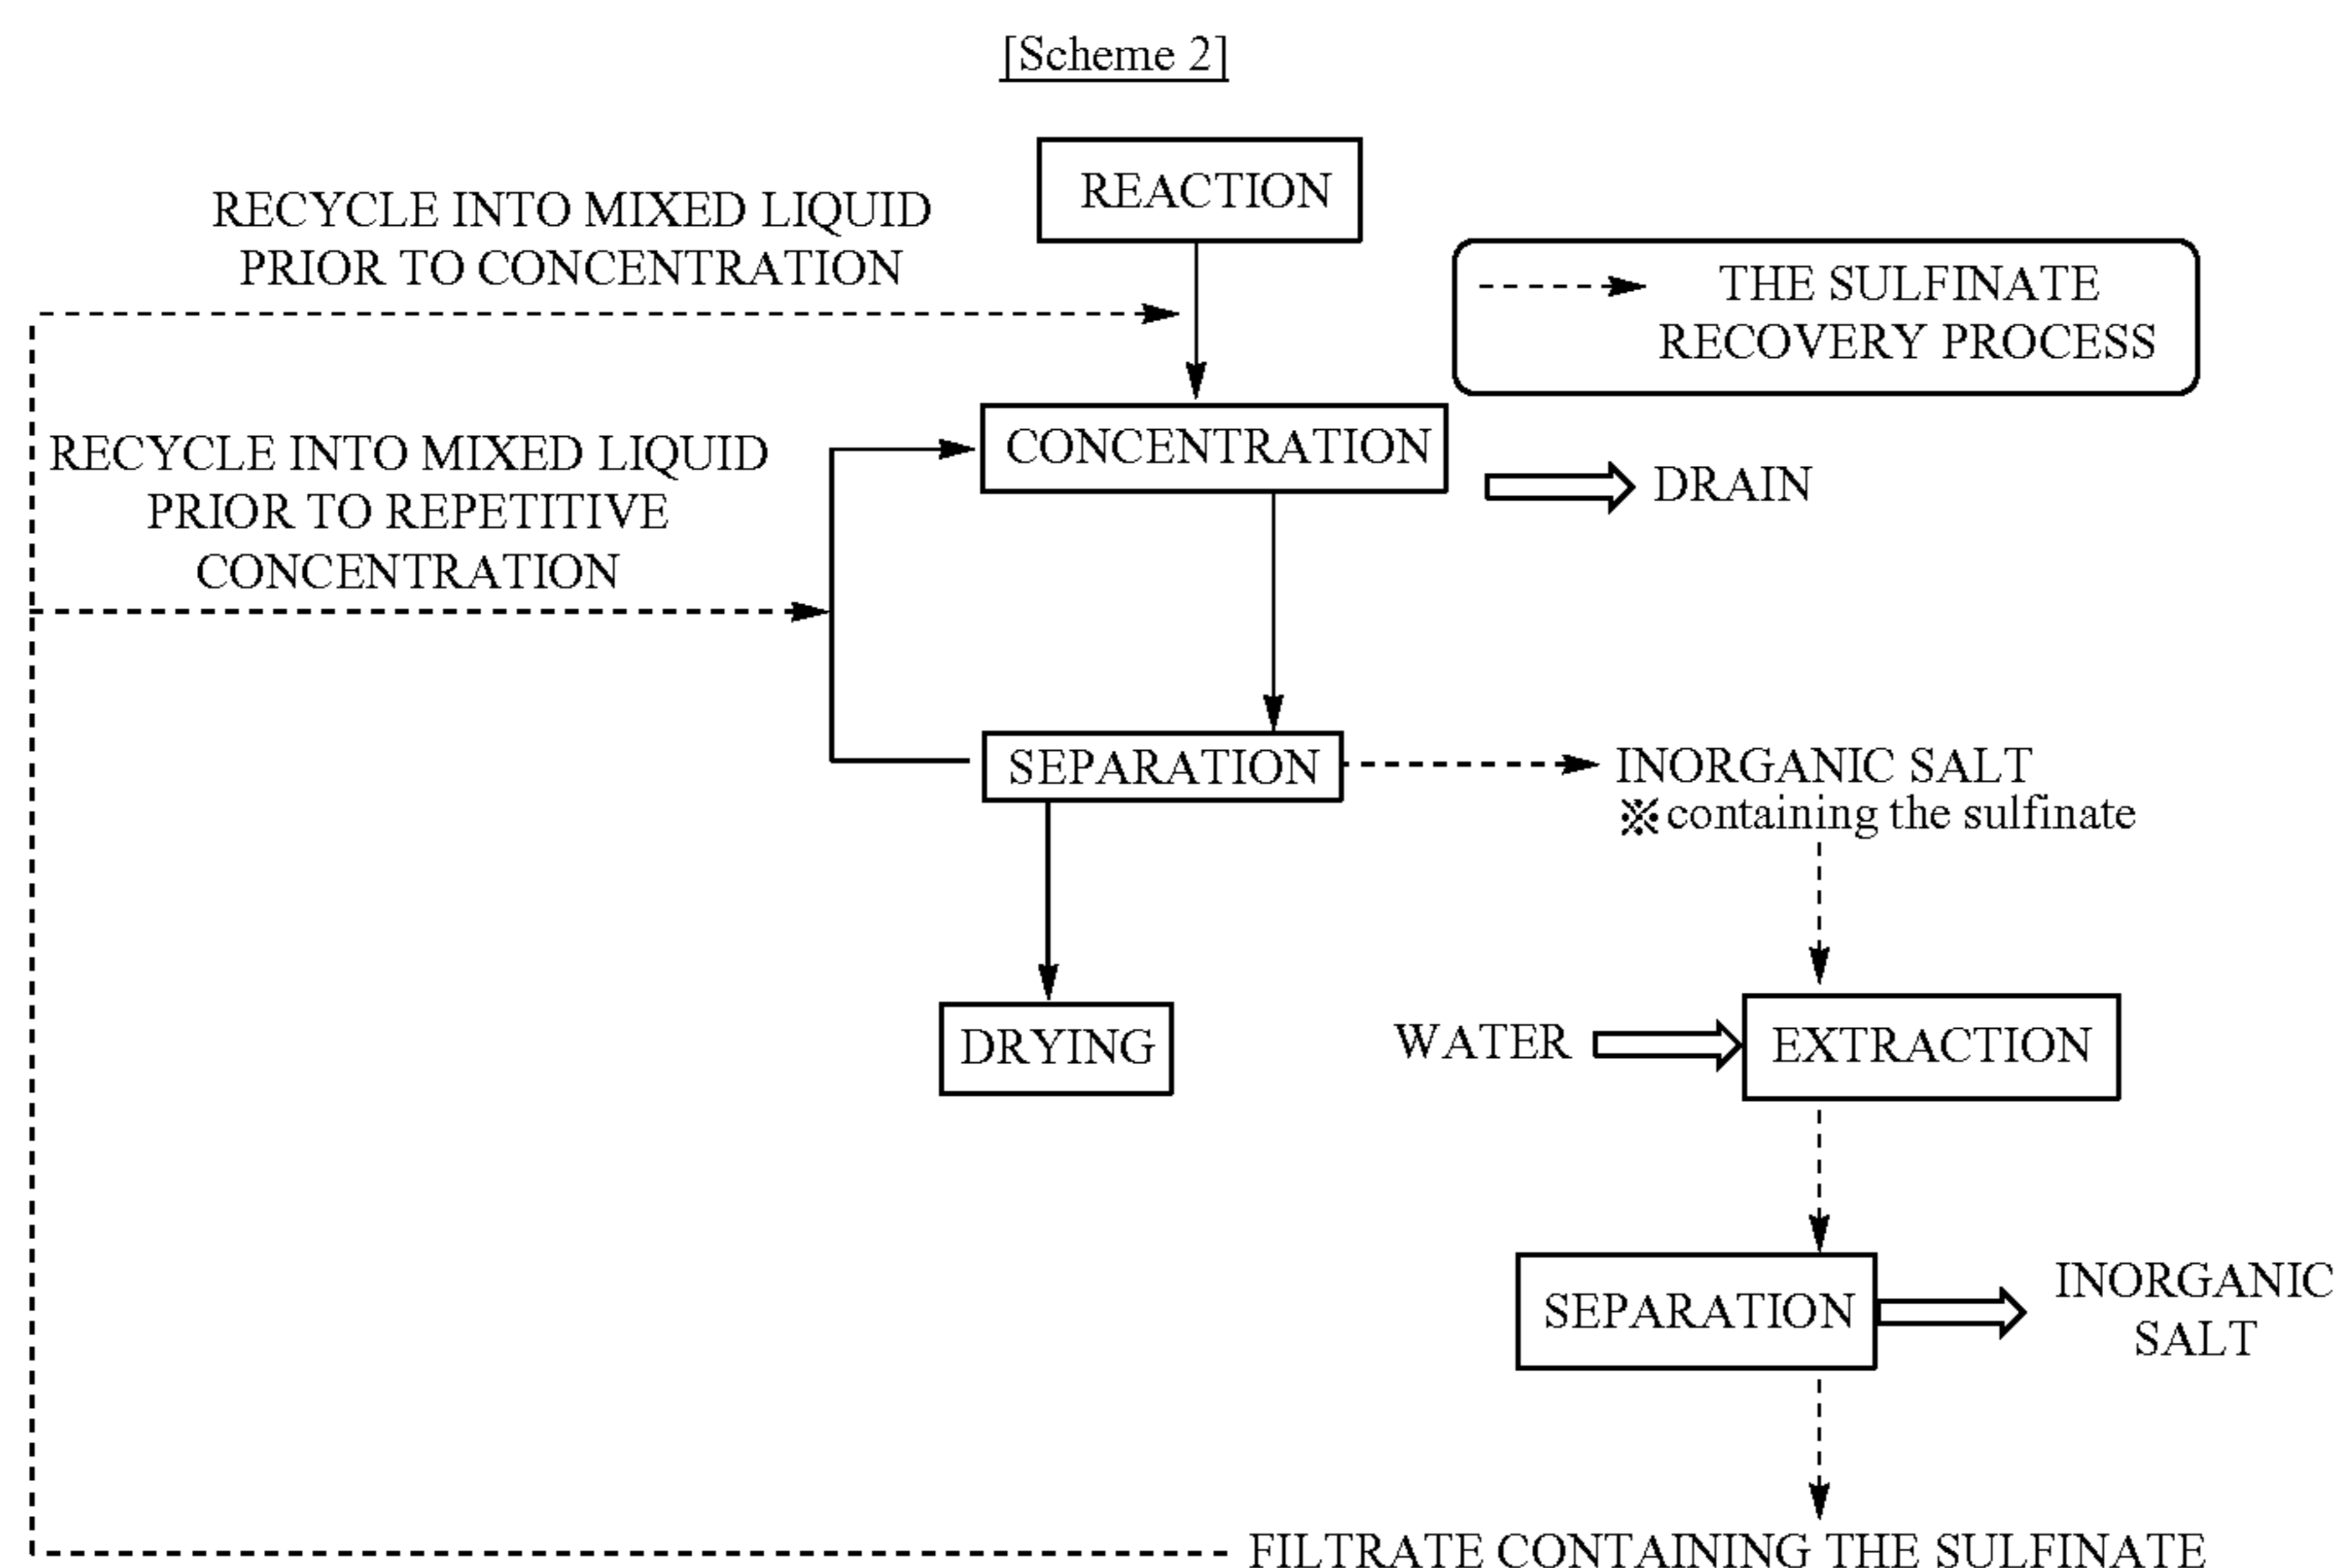 [Scheme 2]
REACTION
RECYCLE INTO MIXED LIQUID
PRIOR TO CONCENTRATION
THE SULFINATE
RECOVERY PROCESS
CONCENTRATION
DRAIN
RECYCLE INTO MIXED LIQUID
PRIOR TO REPETITIVE
CONCENTRATION
SEPARATION
INORGANIC SALT
※containing the sulfinate
DRYING
WATER
EXTRACTION
SEPARATION
INORGANIC
SALT
FILTRATE CONTAINING THE SULFINATE